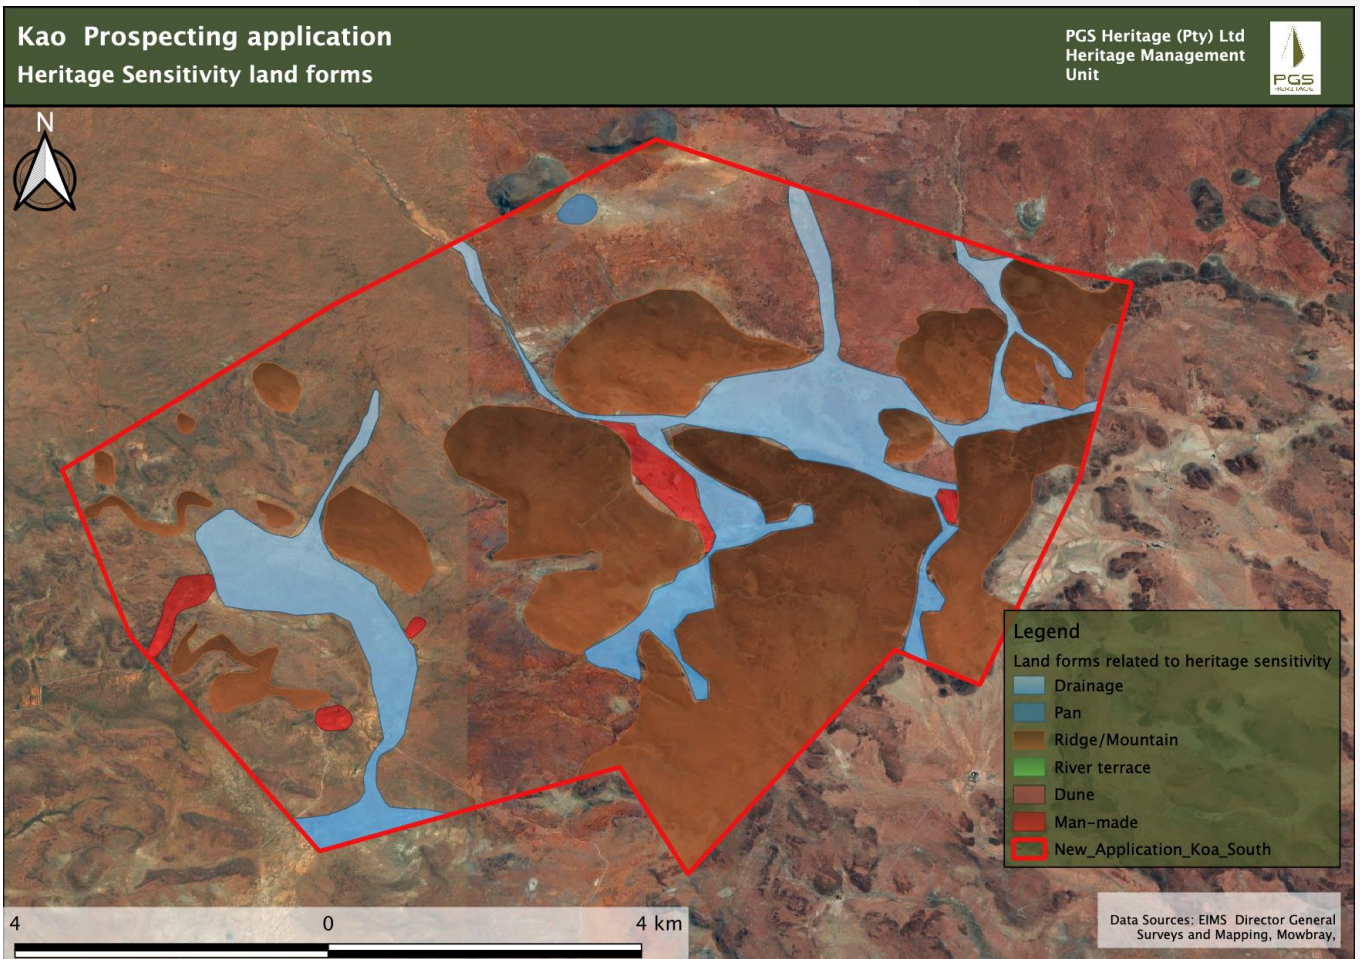 Kao Prospecting application
Heritage Sensitivity land forms
PGS Heritage (Pty) Ltd
Heritage Management
Unit
PGS
HERITAGE
N
Legend
Land forms related to heritage sensitivity
Drainage
Pan
Ridge/Mountain
River terrace
Dune
Man-made
New_Application_Koa_South
4 0 4 km
Data Sources: EIMS Director General
Surveys and Mapping, Mowbray,